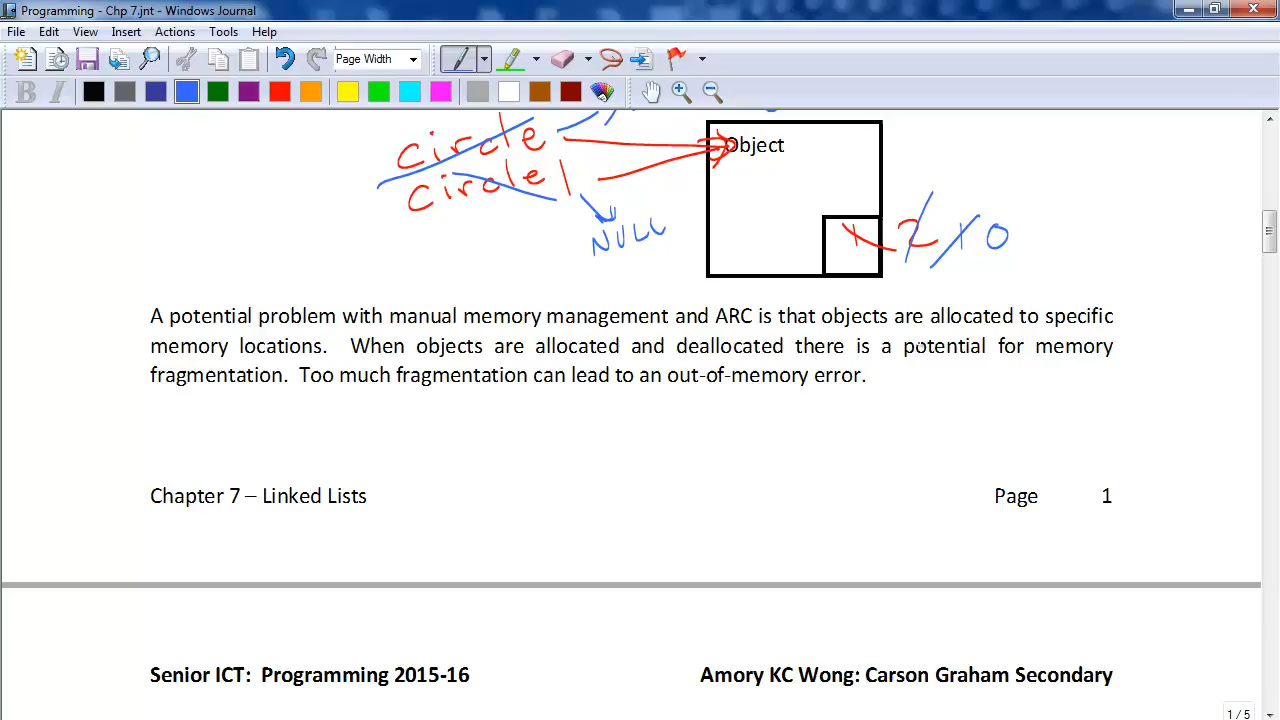 Programming - Chp 7.jnt - Windows Journal
File Edit View Insert Actions Tools Help
Page Width
B I
circle
Object
circle1
NULL
1 2 1 0
A potential problem with manual memory management and ARC is that objects are allocated to specific
memory locations. When objects are allocated and deallocated there is a potential for memory
fragmentation. Too much fragmentation can lead to an out-of-memory error.
Chapter 7 – Linked Lists Page 1
Senior ICT: Programming 2015-16 Amory KC Wong: Carson Graham Secondary
1 / 5